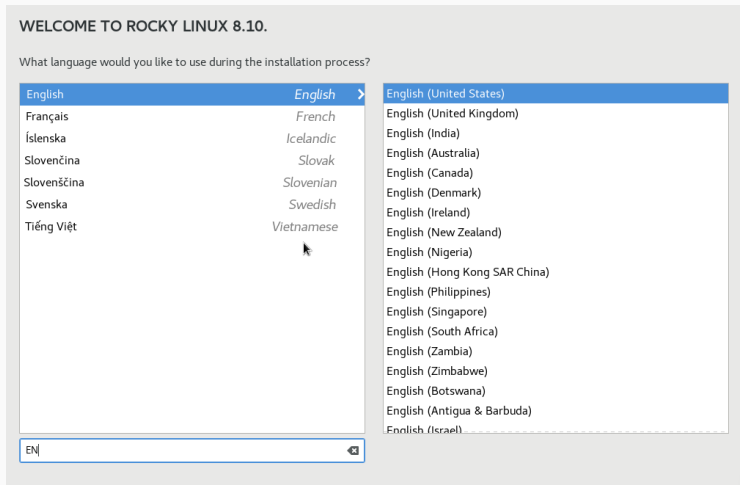 WELCOME TO ROCKY LINUX 8.10.
What language would you like to use during the installation process?
English English
Français French
Íslenska Icelandic
Slovenčina Slovak
Slovenščina Slovenian
Svenska Swedish
Tiếng Việt Vietnamese
EN
English (United States)
English (United Kingdom)
English (India)
English (Australia)
English (Canada)
English (Denmark)
English (Ireland)
English (New Zealand)
English (Nigeria)
English (Hong Kong SAR China)
English (Philippines)
English (Singapore)
English (South Africa)
English (Zambia)
English (Zimbabwe)
English (Botswana)
English (Antigua & Barbuda)
English (Israel)